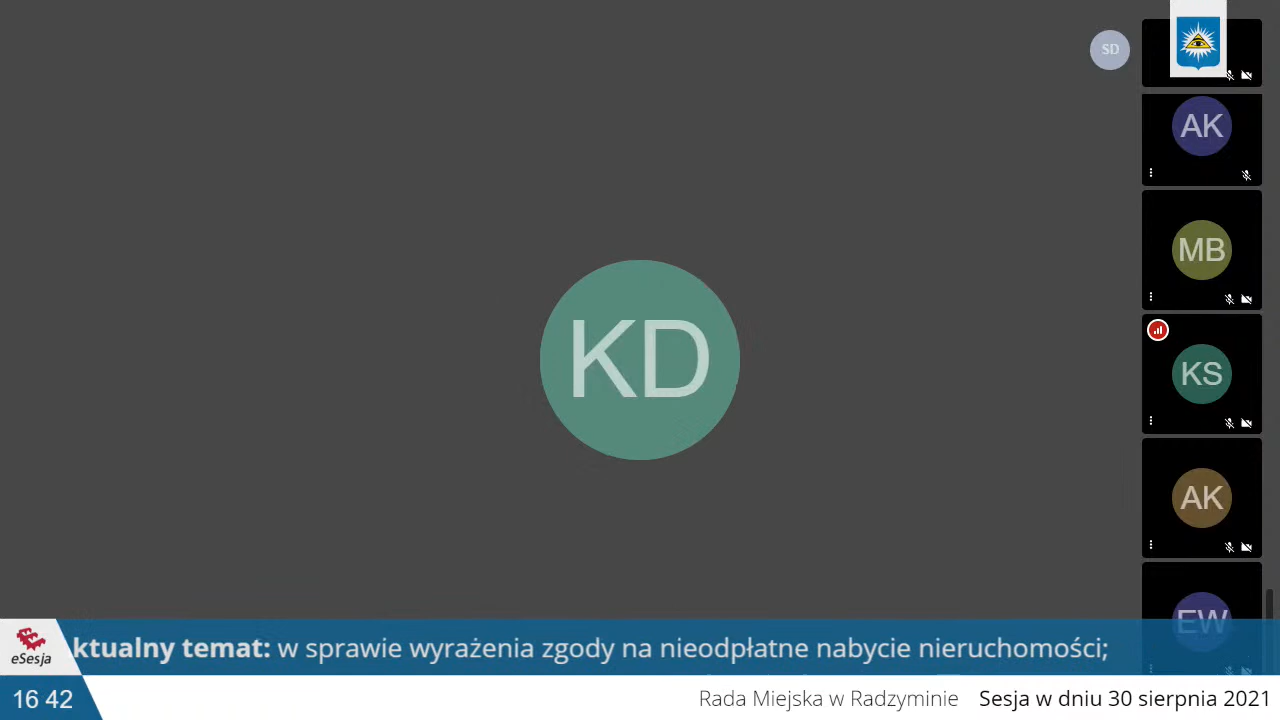 SD
AK
MB
KS
AK
EW
KD
ktualny temat: w sprawie wyrażenia zgody na nieodpłatne nabycie nieruchomości;
eSesja
16 42
Rada Miejska w Radzyminie Sesja w dniu 30 sierpnia 2021